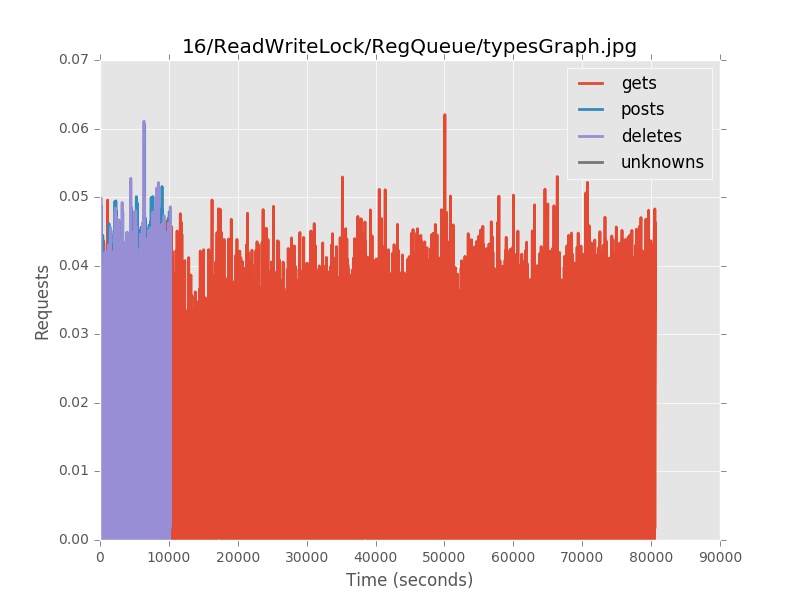 16/ReadWriteLock/RegQueue/typesGraph.jpg
0.07
0.06
0.05
0.04
0.03
0.02
0.01
0.00
Requests
gets
posts
deletes
unknowns
0 10000 20000 30000 40000 50000 60000 70000 80000 90000
Time (seconds)